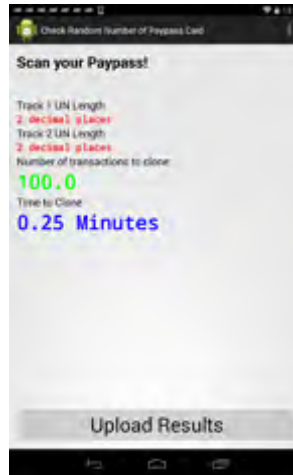 Check Random Number of Paypass Card
Scan your Paypass!
Track 1 UN Length
2 decimal places
Track 2 UN Length
2 decimal places
Number of transactions to clone
100.0
Time to Clone
0.25 Minutes
Upload Results